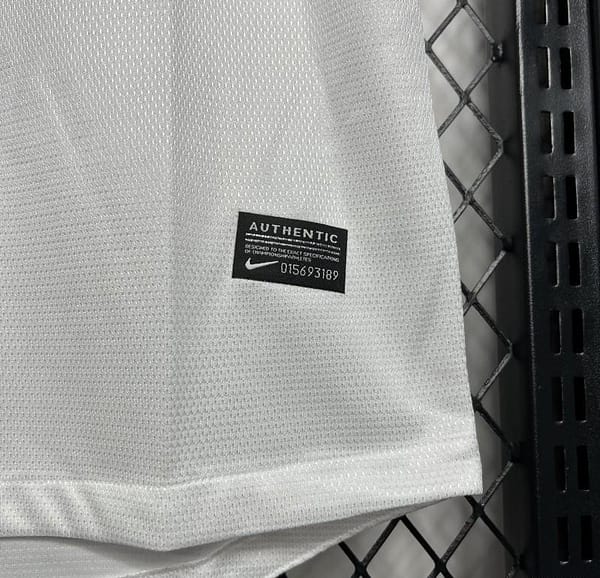 AUTHENTIC
DESIGNED TO THE EXACT SPECIFICATIONS
OF CHAMPIONSHIP ATHLETES
015693189